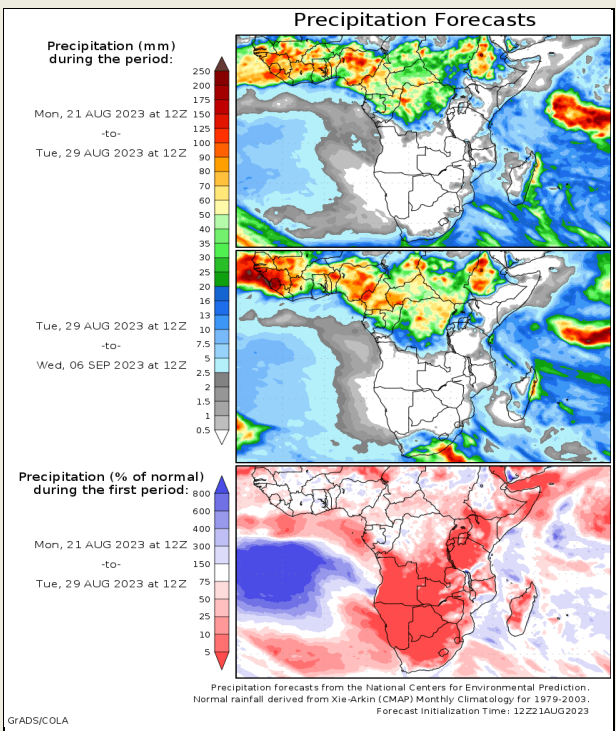 Precipitation Forecasts
Precipitation (mm)
during the period:
Mon, 21 AUG 2023 at 12Z
-to-
Tue, 29 AUG 2023 at 12Z
250
200
175
150
125
100
90
80
70
60
50
40
35
30
25
20
16
13
10
7.5
5
2.5
2
1.5
1
0.5
Tue, 29 AUG 2023 at 12Z
-to-
Wed, 06 SEP 2023 at 12Z
Precipitation (% of normal)
during the first period:
Mon, 21 AUG 2023 at 12Z
-to-
Tue, 29 AUG 2023 at 12Z
800
600
400
300
150
75
50
25
10
5
Precipitation forecasts from the National Centers for Environmental Prediction.
Normal rainfall derived from Xie-Arkin (CMAP) Monthly Climatology for 1979-2003.
Forecast Initialization Time: 12Z21AUG2023
GrADS/COLA